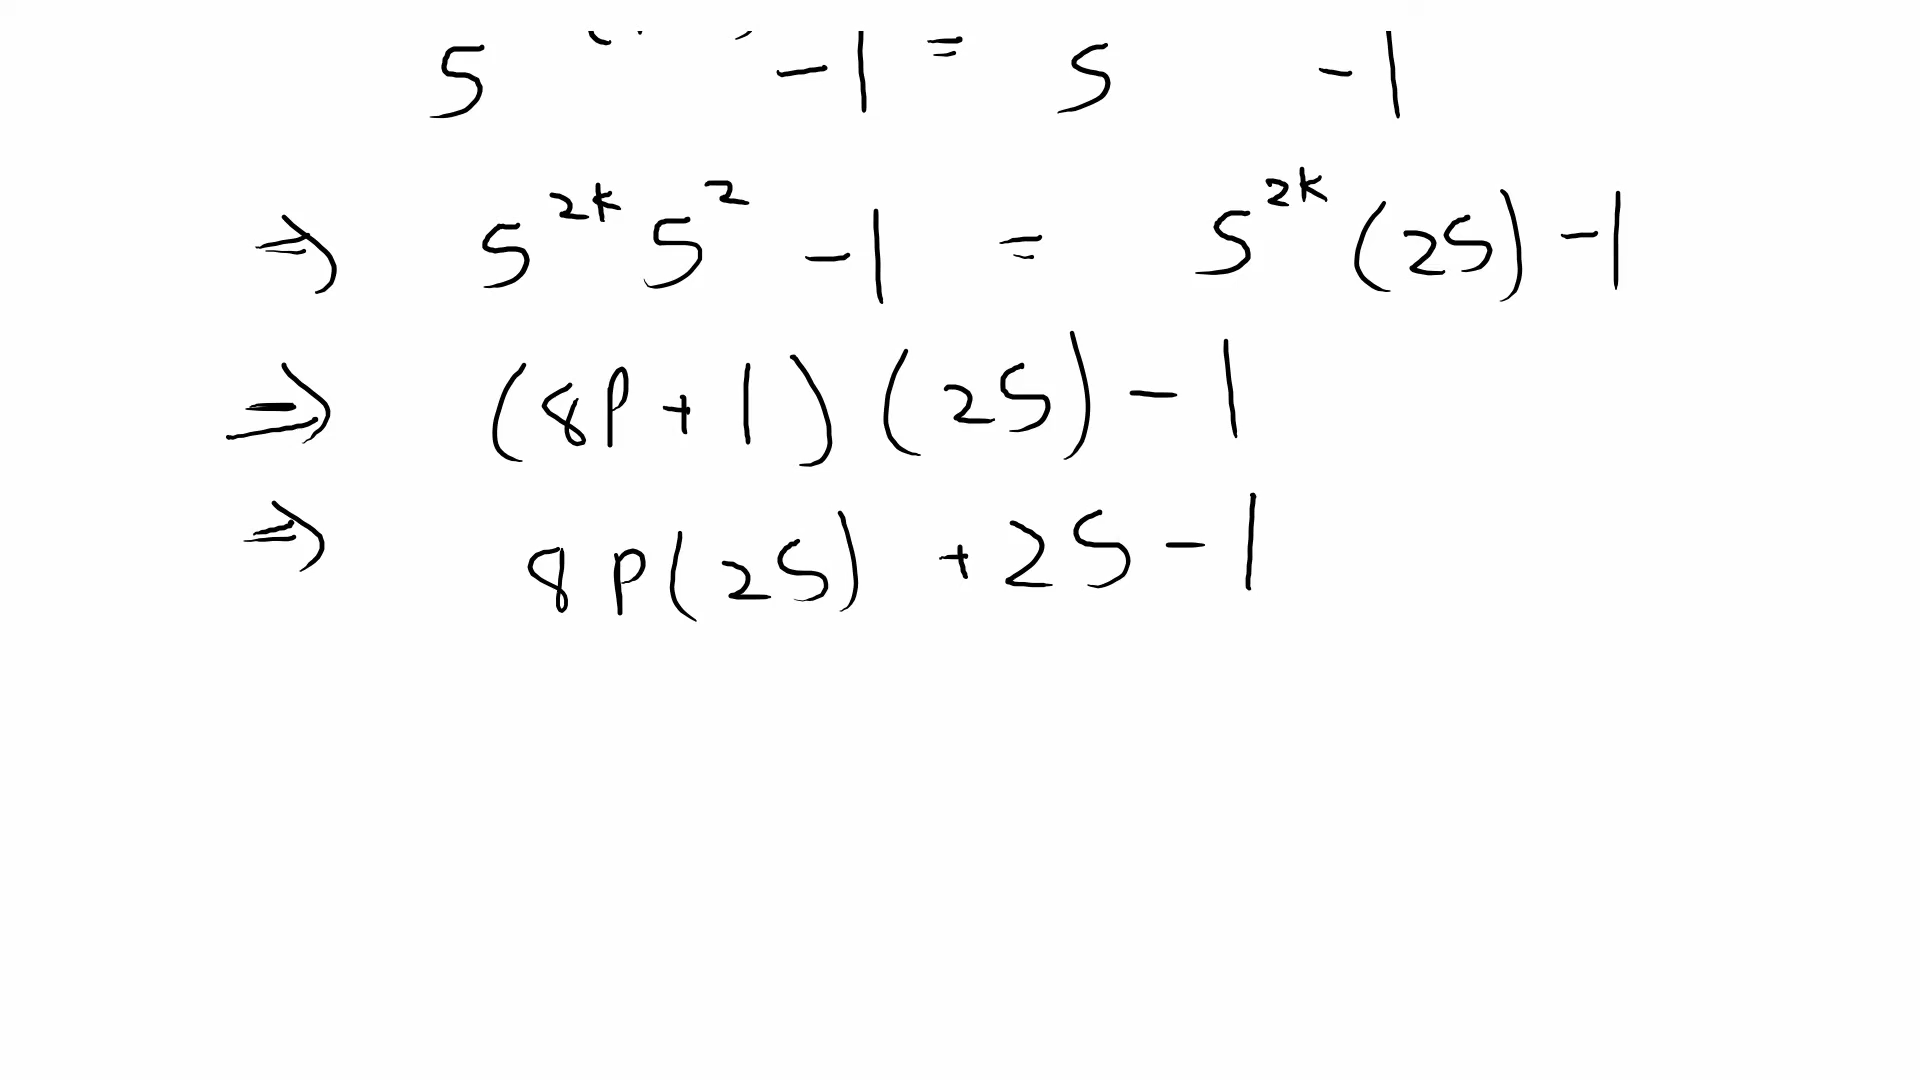 5 -1 = 5 -1
⇒ 5^{2k} 5^2 -1 = 5^{2k} (25) -1
⇒ (8P+1) (25) -1
⇒ 8P(25) + 25 -1